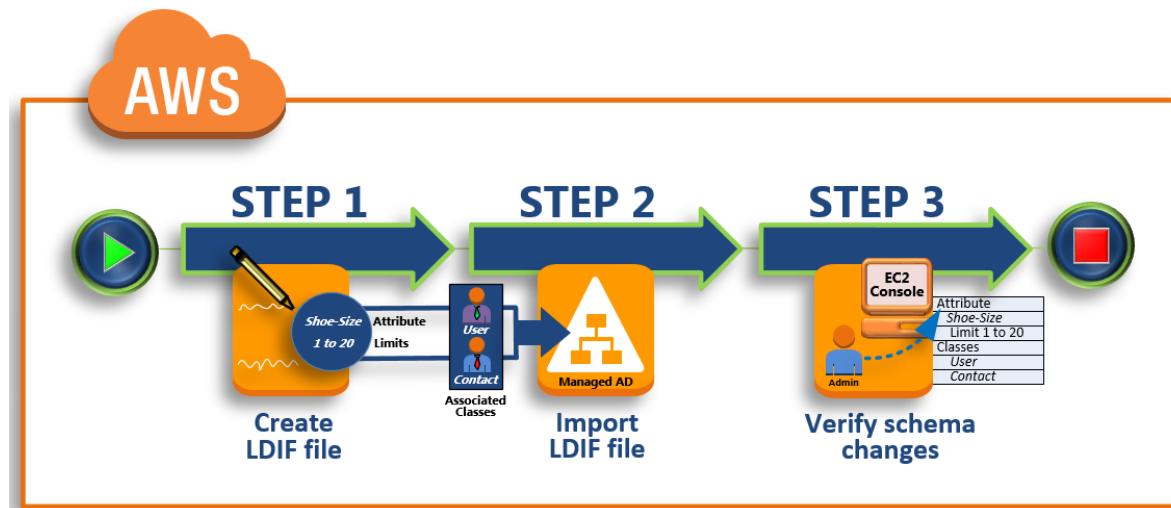 AWS
STEP 1
STEP 2
STEP 3
Shoe-Size
1 to 20
Attribute
Limits
User
Contact
Associated
Classes
Managed AD
EC2
Console
Admin
Attribute
Shoe-Size
Limit 1 to 20
Classes
User
Contact
Create
LDIF file
Import
LDIF file
Verify schema
changes